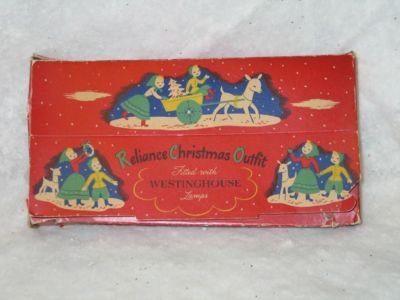 Reliance Christmas Outfit
Fitted with
WESTINGHOUSE
Lamps